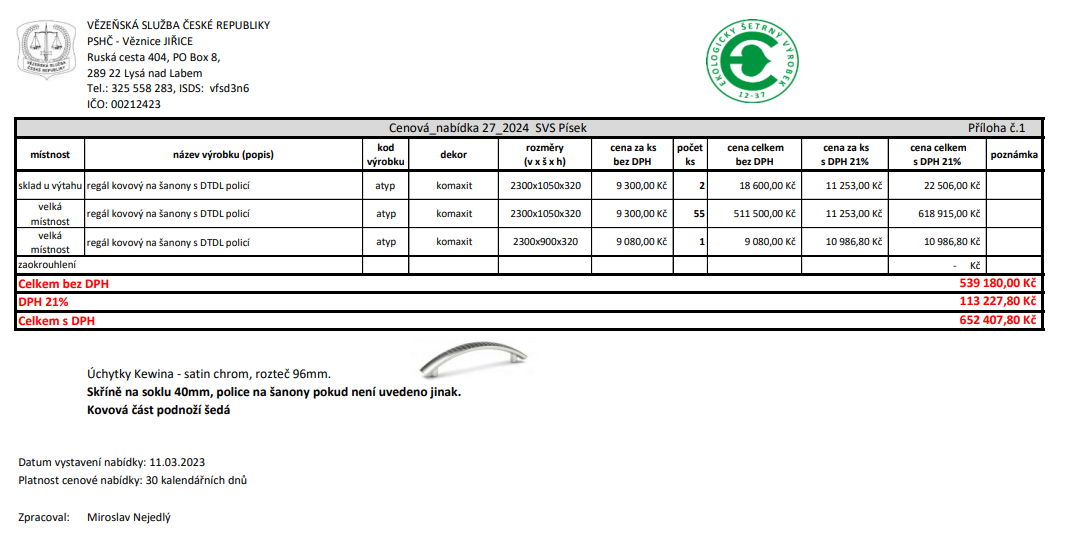 VĚZEŇSKÁ SLUŽBA ČESKÉ REPUBLIKY
PSHČ - Věznice JIŘICE
Ruská cesta 404, PO Box 8,
289 22 Lysá nad Labem
Tel.: 325 558 283, ISDS: vfsd3n6
IČO: 00212423
VĚZEŇSKÁ SLUŽBA
ČESKÉ REPUBLIKY
EKOLOGICKY ŠETRNÝ VÝROBEK
12-37
Cenová_nabídka 27_2024 SVS Písek Příloha č.1
místnost název výrobku (popis) kod výrobku dekor rozměry (v x š x h) cena za ks bez DPH počet ks cena celkem bez DPH cena za ks s DPH 21% cena celkem s DPH 21% poznámka
sklad u výtahu regál kovový na šanony s DTDL policí atyp komaxit 2300x1050x320 9 300,00 Kč 2 18 600,00 Kč 11 253,00 Kč 22 506,00 Kč
velká místnost regál kovový na šanony s DTDL policí atyp komaxit 2300x1050x320 9 300,00 Kč 55 511 500,00 Kč 11 253,00 Kč 618 915,00 Kč
velká místnost regál kovový na šanony s DTDL policí atyp komaxit 2300x900x320 9 080,00 Kč 1 9 080,00 Kč 10 986,80 Kč 10 986,80 Kč
zaokrouhlení - Kč
Celkem bez DPH 539 180,00 Kč
DPH 21% 113 227,80 Kč
Celkem s DPH 652 407,80 Kč
Úchytky Kewina - satin chrom, rozteč 96mm.
Skříně na soklu 40mm, police na šanony pokud není uvedeno jinak.
Kovová část podnoží šedá
Datum vystavení nabídky: 11.03.2023
Platnost cenové nabídky: 30 kalendářních dnů
Zpracoval: Miroslav Nejedlý